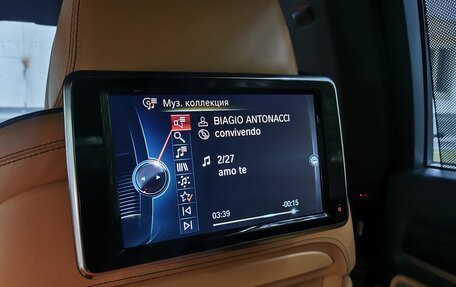 Муз. коллекция
BIAGIO ANTONACCI
convivendo
2/27
amo te
03:39
-00:15